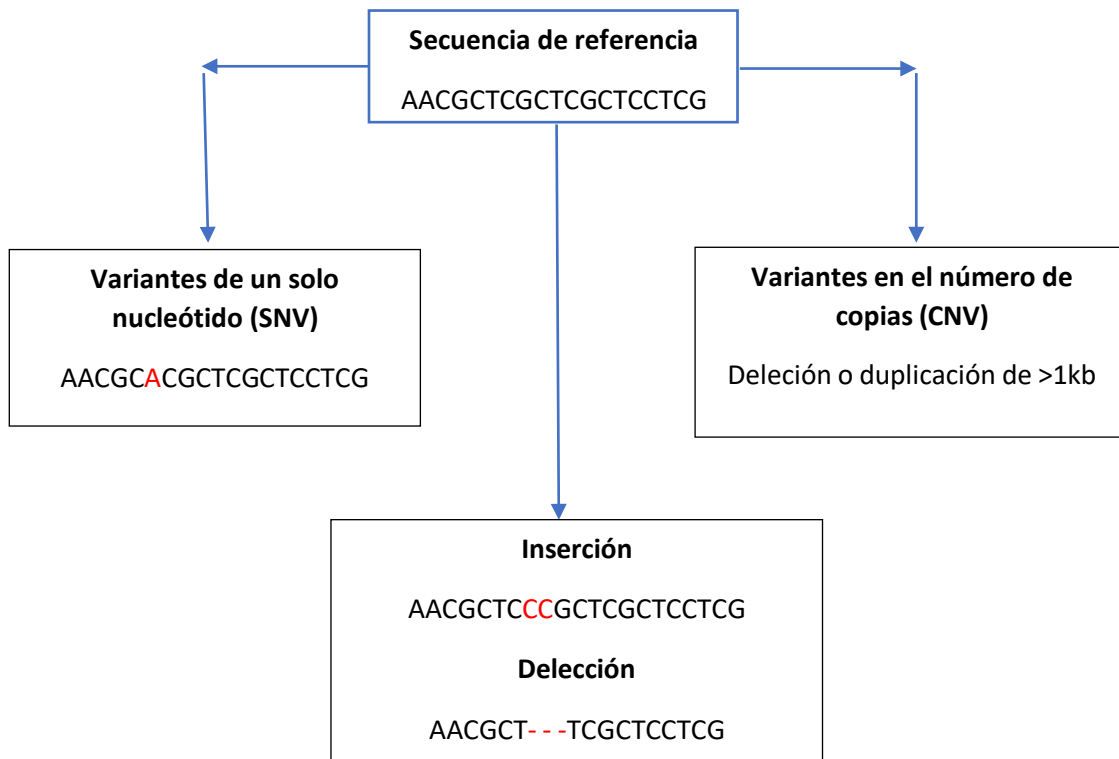 Secuencia de referencia
AACGCTCGCTCGCTCCTCG
Variantes de un solo
nucleótido (SNV)
AACGCACGCTCGCTCCTCG
Variantes en el número de
copias (CNV)
Deleción o duplicación de >1kb
Inserción
AACGCTCCCGCTCGCTCCTCG
Delección
AACGCT- - -TCGCTCCTCG